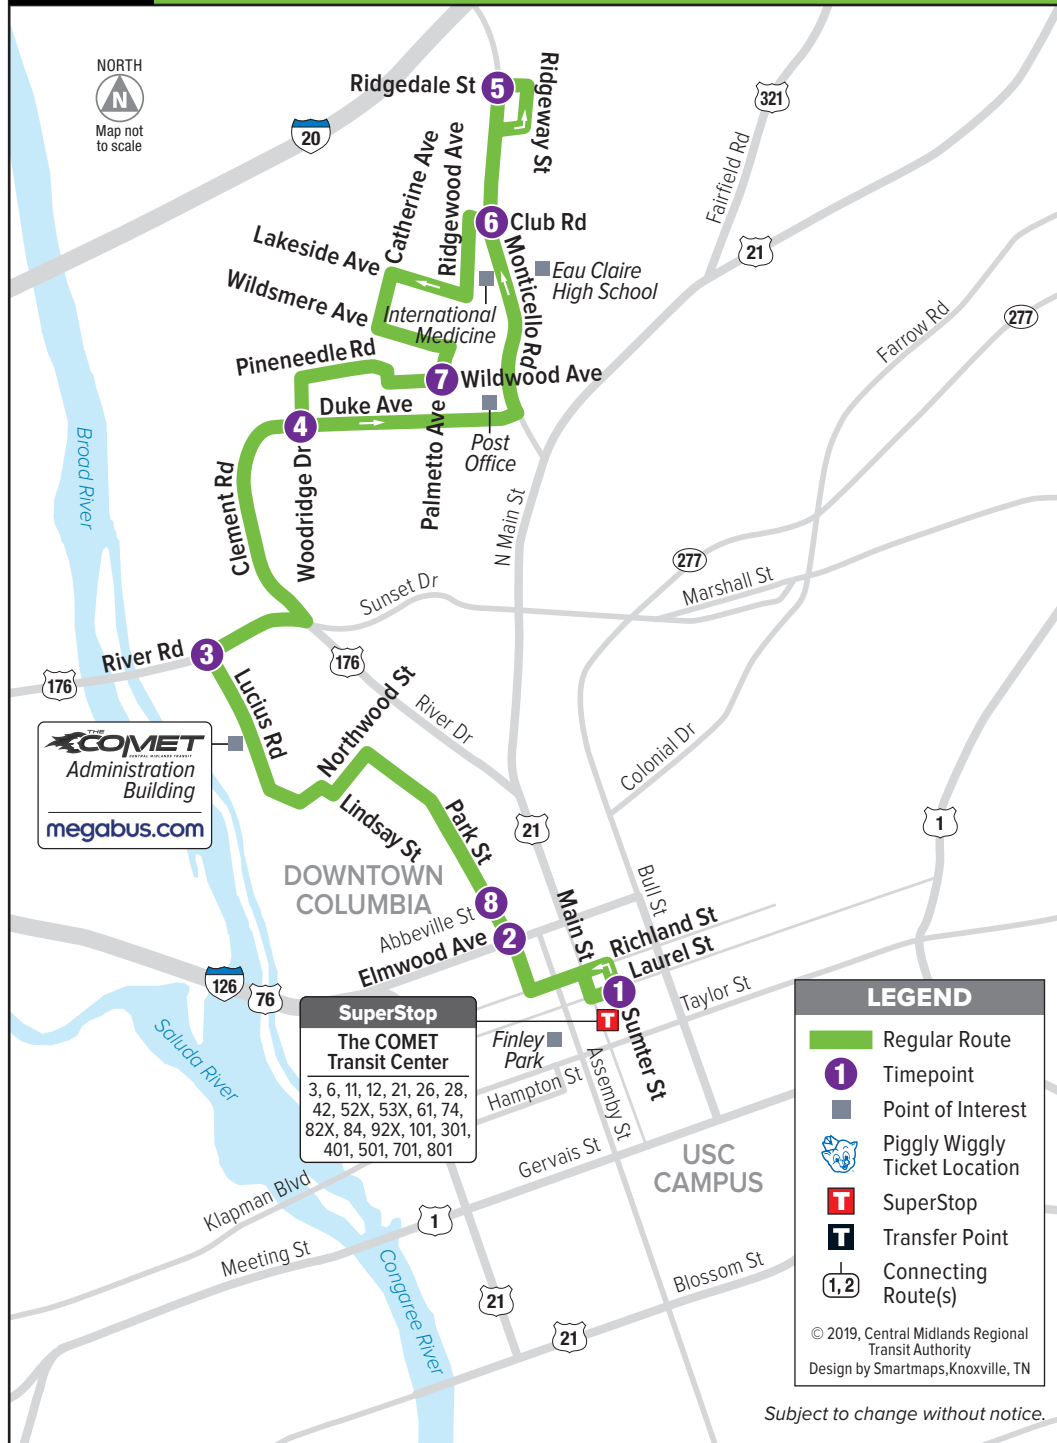 NORTH
N
Map not
to scale
20
Ridgedale St
5
Ridgeway St
321
Fairfield Rd
21
Catherine Ave
Ridgewood Ave
6
Club Rd
Lakeside Ave
Monticello Rd
Eau Claire
High School
Wildsmere Ave
International
Medicine
277
Farrow Rd
Pineneedle Rd
7
Wildwood Ave
Duke Ave
4
Palmetto Ave
Post
Office
Broad River
Clement Rd
Woodridge Dr
N Main St
277
Marshall St
Sunset Dr
River Rd
3
176
176
Lucius Rd
Northwood St
River Dr
Colonial Dr
THE
COMET
CENTRAL MIDLANDS TRANSIT
Administration
Building
megabus.com
Lindsay St
Park St
21
1
DOWNTOWN
COLUMBIA
Bull St
8
Abbeville St
Main St
2
Elmwood Ave
Richland St
Laurel St
126
76
1
Taylor St
T
Sumter St
SuperStop
The COMET
Transit Center
3, 6, 11, 12, 21, 26, 28,
42, 52X, 53X, 61, 74,
82X, 84, 92X, 101, 301,
401, 501, 701, 801
Finley
Park
Saluda River
Hampton St
Assemby St
Gervais St
USC
CAMPUS
Klapman Blvd
1
Meeting St
Congaree River
Blossom St
21
21
LEGEND
Regular Route
1 Timepoint
Point of Interest
Piggly Wiggly
Ticket Location
T SuperStop
T Transfer Point
1, 2 Connecting
Route(s)
© 2019, Central Midlands Regional
Transit Authority
Design by Smartmaps,Knoxville, TN
Subject to change without notice.